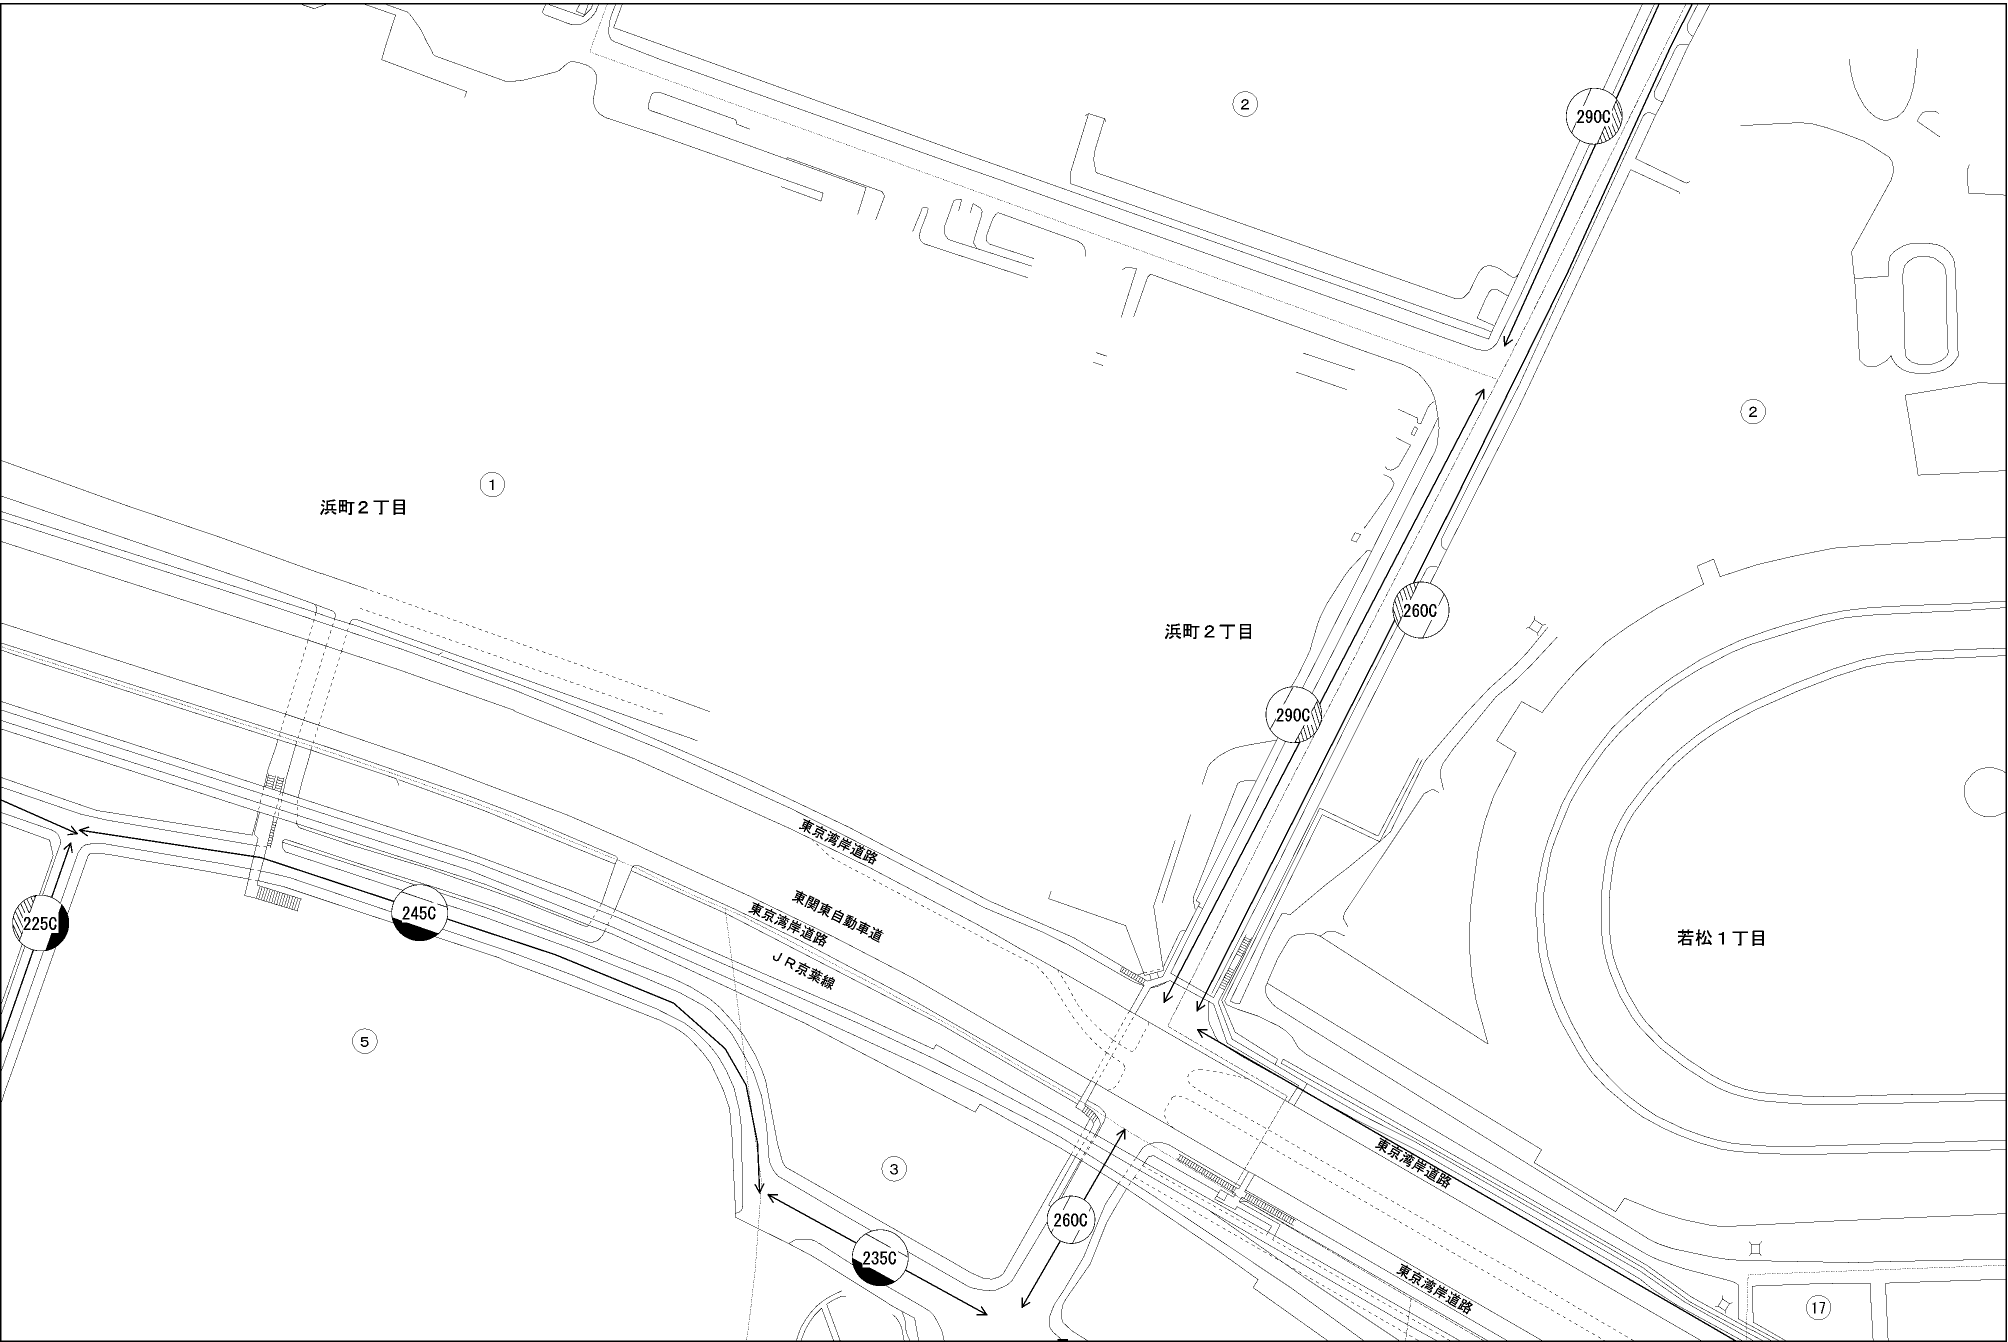 ②
290C
②
①
浜町２丁目
260C
浜町２丁目
290C
東京湾岸道路
東関東自動車道
東京湾岸道路
ＪＲ京葉線
245C
225C
若松１丁目
⑤
③
東京湾岸道路
260C
235C
東京湾岸道路
⑰